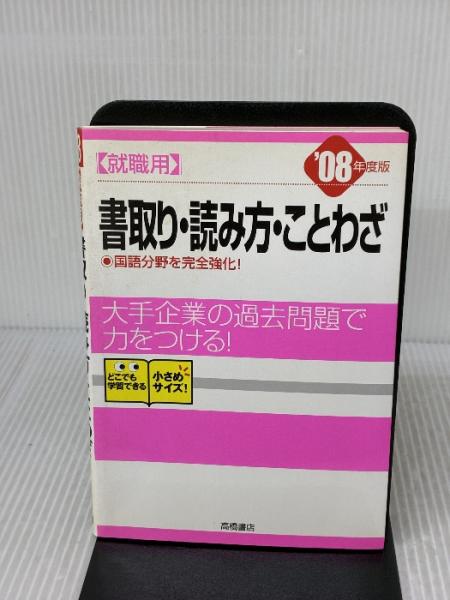 【就職用】
'08年度版
書取り・読み方・ことわざ
●国語分野を完全強化!
大手企業の過去問題で
力をつける!
どこでも
学習できる
小さめ
サイズ!
高橋書店